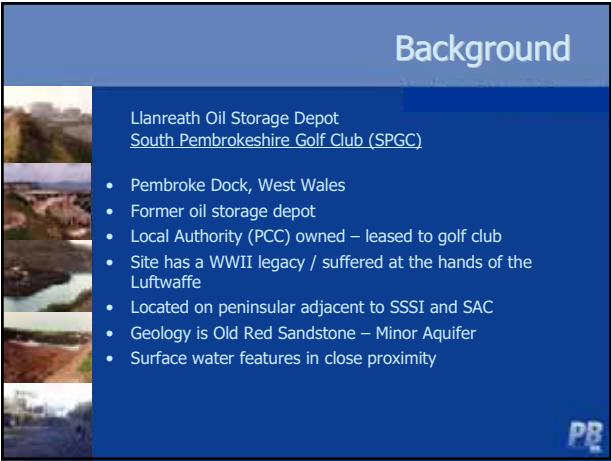 Background
Llanreath Oil Storage Depot
South Pembrokeshire Golf Club (SPGC)
• Pembroke Dock, West Wales
• Former oil storage depot
• Local Authority (PCC) owned – leased to golf club
• Site has a WWII legacy / suffered at the hands of the
Luftwaffe
• Located on peninsular adjacent to SSSI and SAC
• Geology is Old Red Sandstone – Minor Aquifer
• Surface water features in close proximity
PB